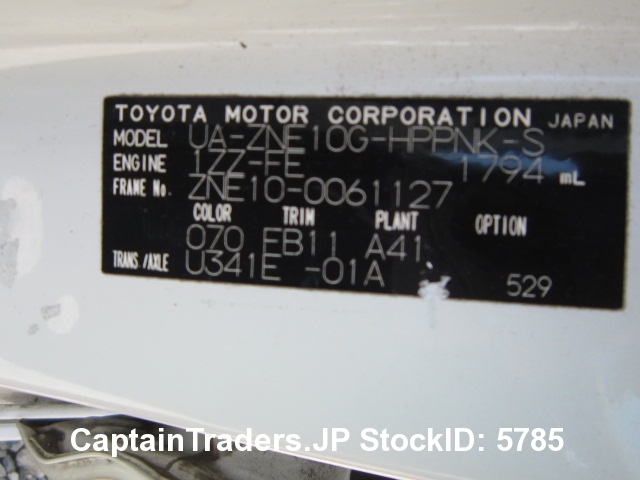 TOYOTA MOTOR CORPORATION JAPAN
MODEL UA-ZNE10G-HPPNK-S
ENGINE 1ZZ-FE 1794 mL
FRAME No. ZNE10-0061127
COLOR TRIM PLANT OPTION
070 EB11 A41
TRANS./AXLE U341E -01A
529
CaptainTraders.JP StockID: 5785